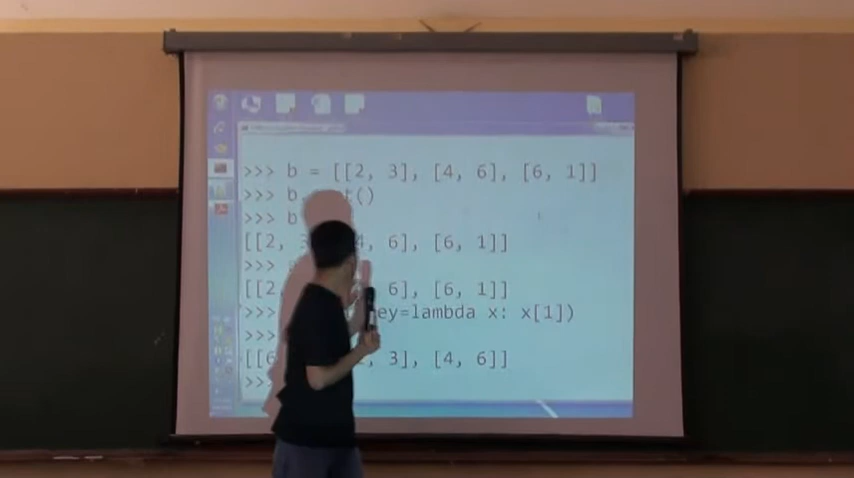 >>> b = [[2, 3], [4, 6], [6, 1]]
>>> b t()
>>> b
[[2, 3 4, 6], [6, 1]]
>>>
[[2 6], [6, 1]]
>>> ey=lambda x: x[1])
>>>
[[6 2, 3], [4, 6]]
>>>